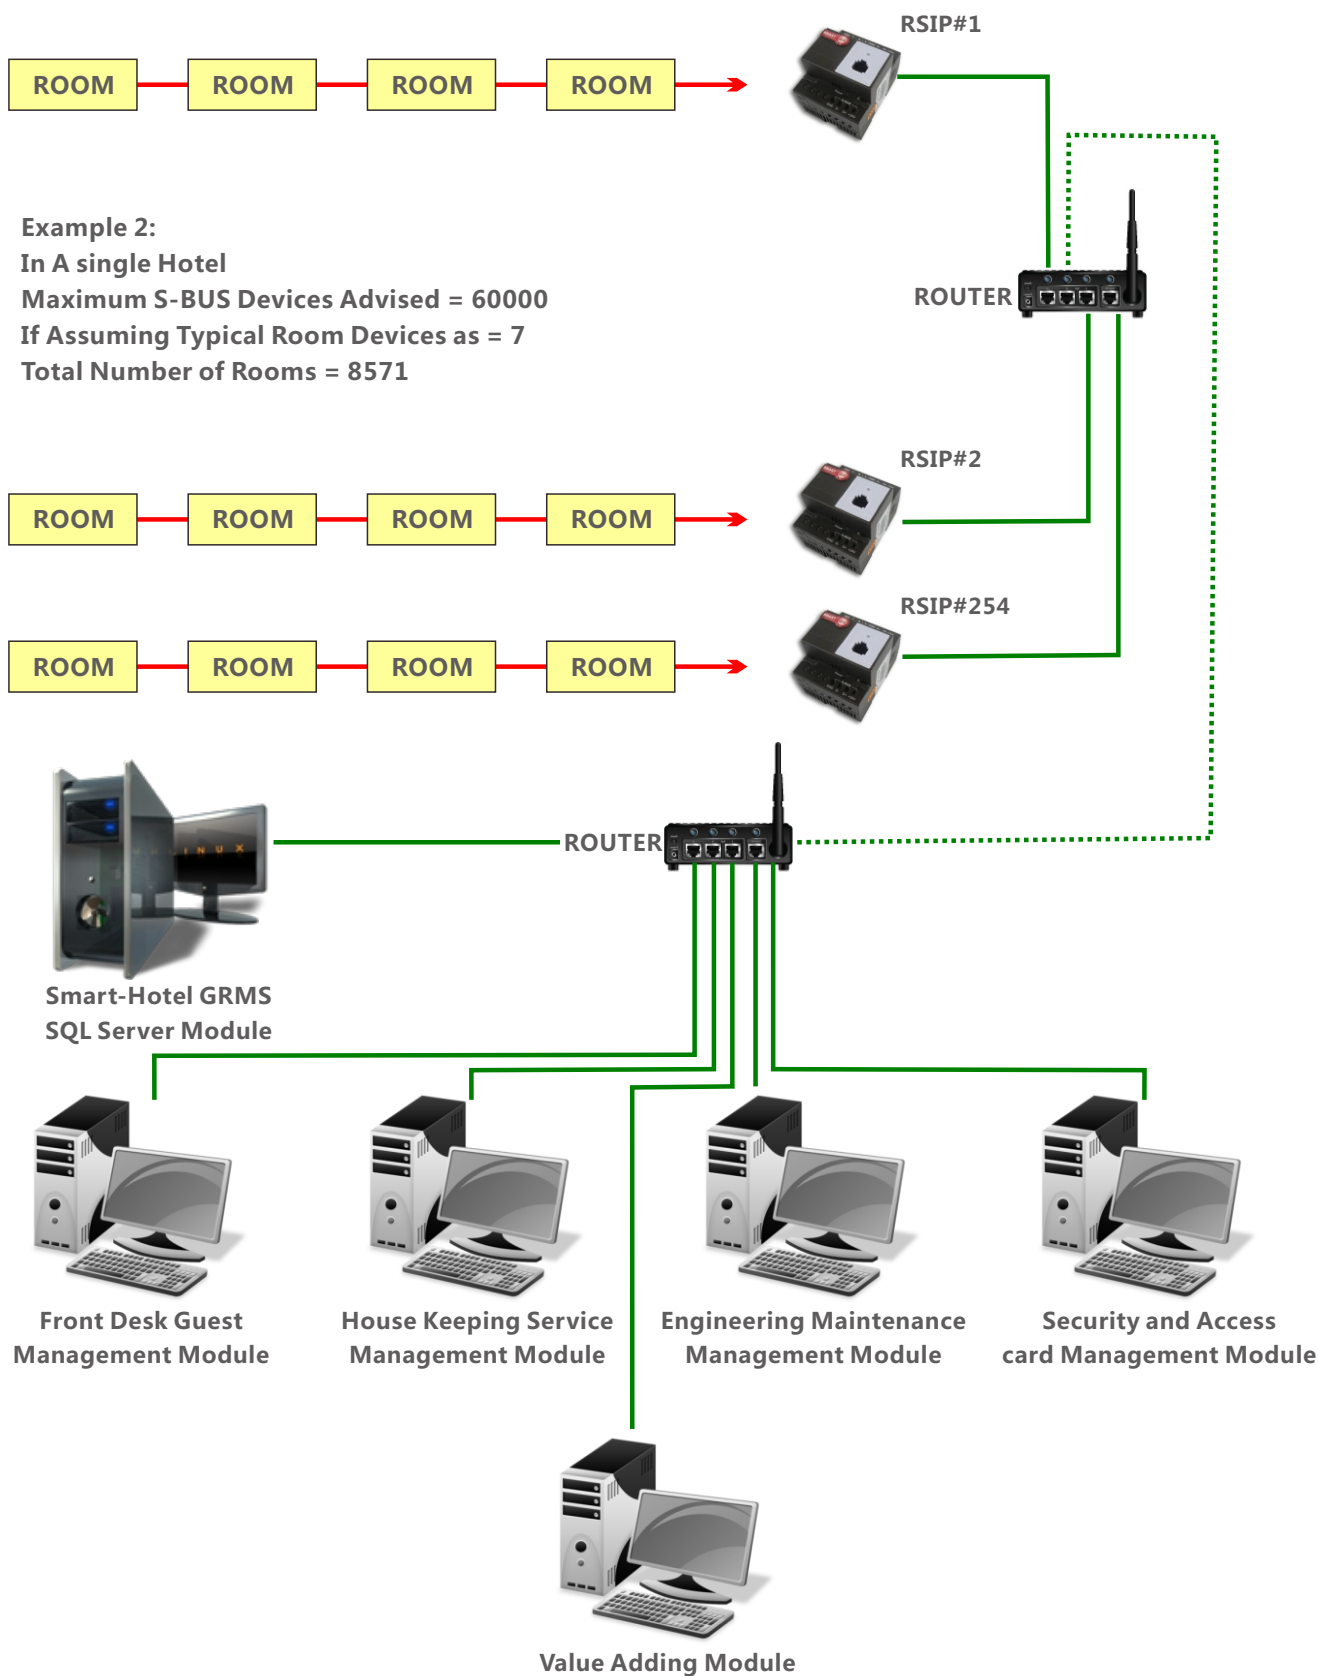 RSIP#1
ROOM ROOM ROOM ROOM
Example 2:
In A single Hotel
Maximum S-BUS Devices Advised = 60000
If Assuming Typical Room Devices as = 7
Total Number of Rooms = 8571
ROUTER
RSIP#2
ROOM ROOM ROOM ROOM
RSIP#254
ROOM ROOM ROOM ROOM
ROUTER
Smart-Hotel GRMS
SQL Server Module
Front Desk Guest
Management Module
House Keeping Service
Management Module
Engineering Maintenance
Management Module
Security and Access
card Management Module
Value Adding Module